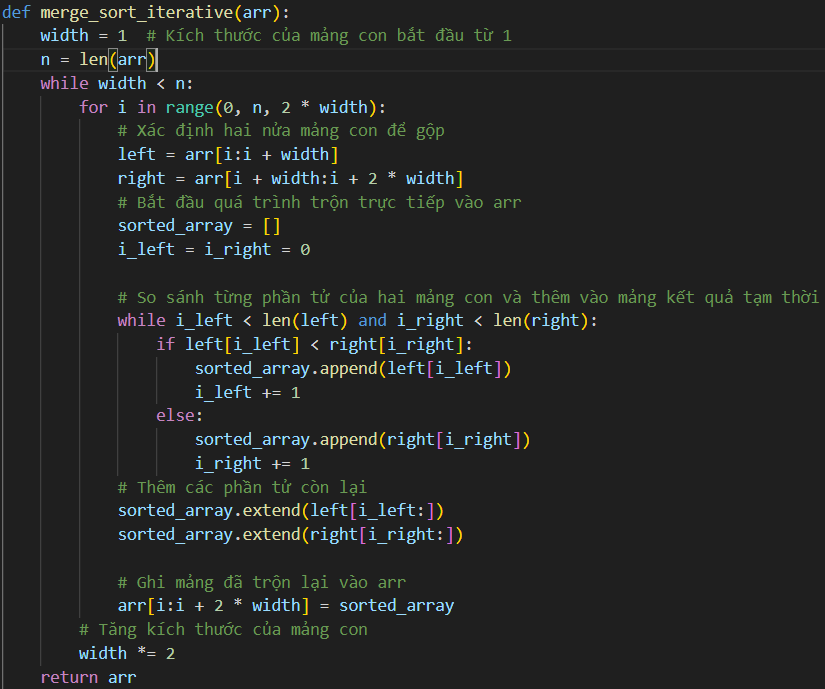 def merge_sort_iterative(arr):
    width = 1  # Kích thước của mảng con bắt đầu từ 1
    n = len(arr)
    while width < n:
        for i in range(0, n, 2 * width):
            # Xác định hai nửa mảng con để gộp
            left = arr[i:i + width]
            right = arr[i + width:i + 2 * width]
            # Bắt đầu quá trình trộn trực tiếp vào arr
            sorted_array = []
            i_left = i_right = 0

            # So sánh từng phần tử của hai mảng con và thêm vào mảng kết quả tạm thời
            while i_left < len(left) and i_right < len(right):
                if left[i_left] < right[i_right]:
                    sorted_array.append(left[i_left])
                    i_left += 1
                else:
                    sorted_array.append(right[i_right])
                    i_right += 1
            # Thêm các phần tử còn lại
            sorted_array.extend(left[i_left:])
            sorted_array.extend(right[i_right:])

            # Ghi mảng đã trộn lại vào arr
            arr[i:i + 2 * width] = sorted_array
        # Tăng kích thước của mảng con
        width *= 2
    return arr